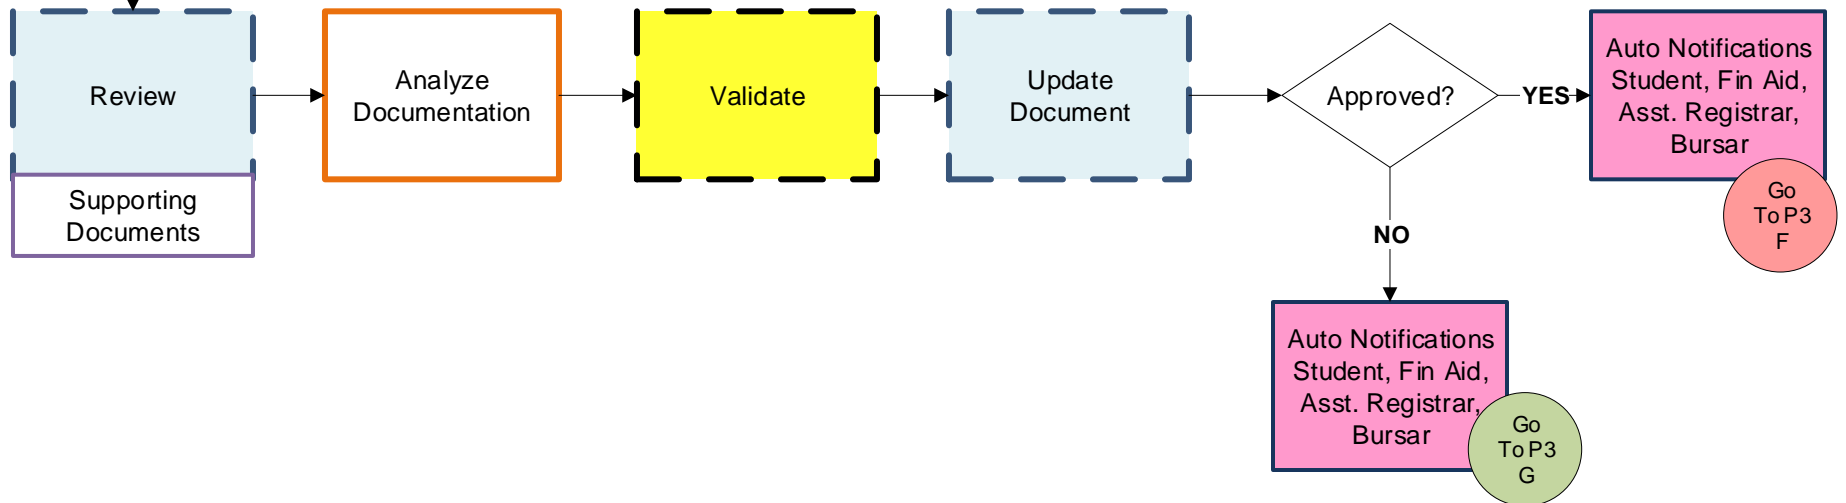 Review
Supporting
Documents
Analyze
Documentation
Validate
Update
Document
Approved?
YES
Auto Notifications
Student, Fin Aid,
Asst. Registrar,
Bursar
Go
To P3
F
NO
Auto Notifications
Student, Fin Aid,
Asst. Registrar,
Bursar
Go
To P3
G